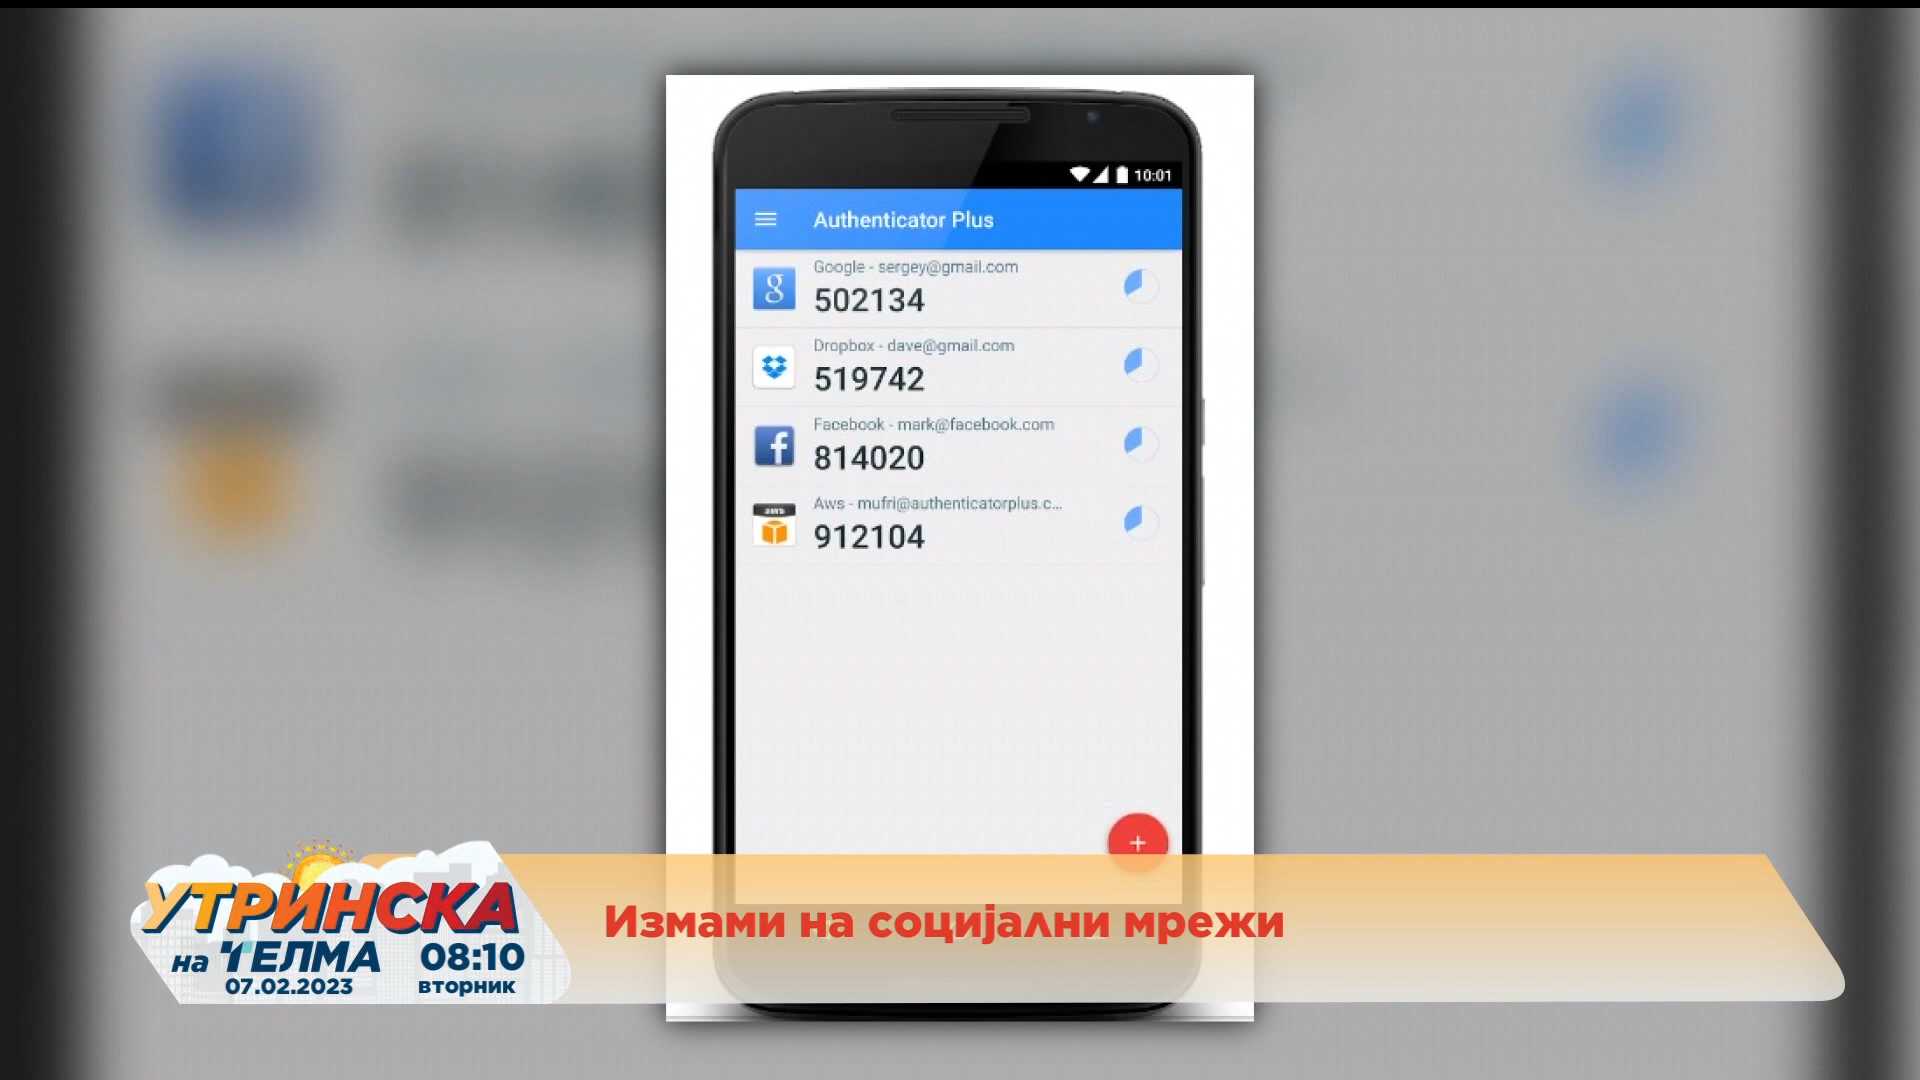 10:01
Authenticator Plus
Google - sergey@gmail.com
502134
Dropbox - dave@gmail.com
519742
Facebook - mark@facebook.com
814020
Aws - mufri@authenticatorplus.c...
912104
Измами на социјални мрежи
УТРИНСКА
на ТЕЛМА
08:10
07.02.2023
вторник